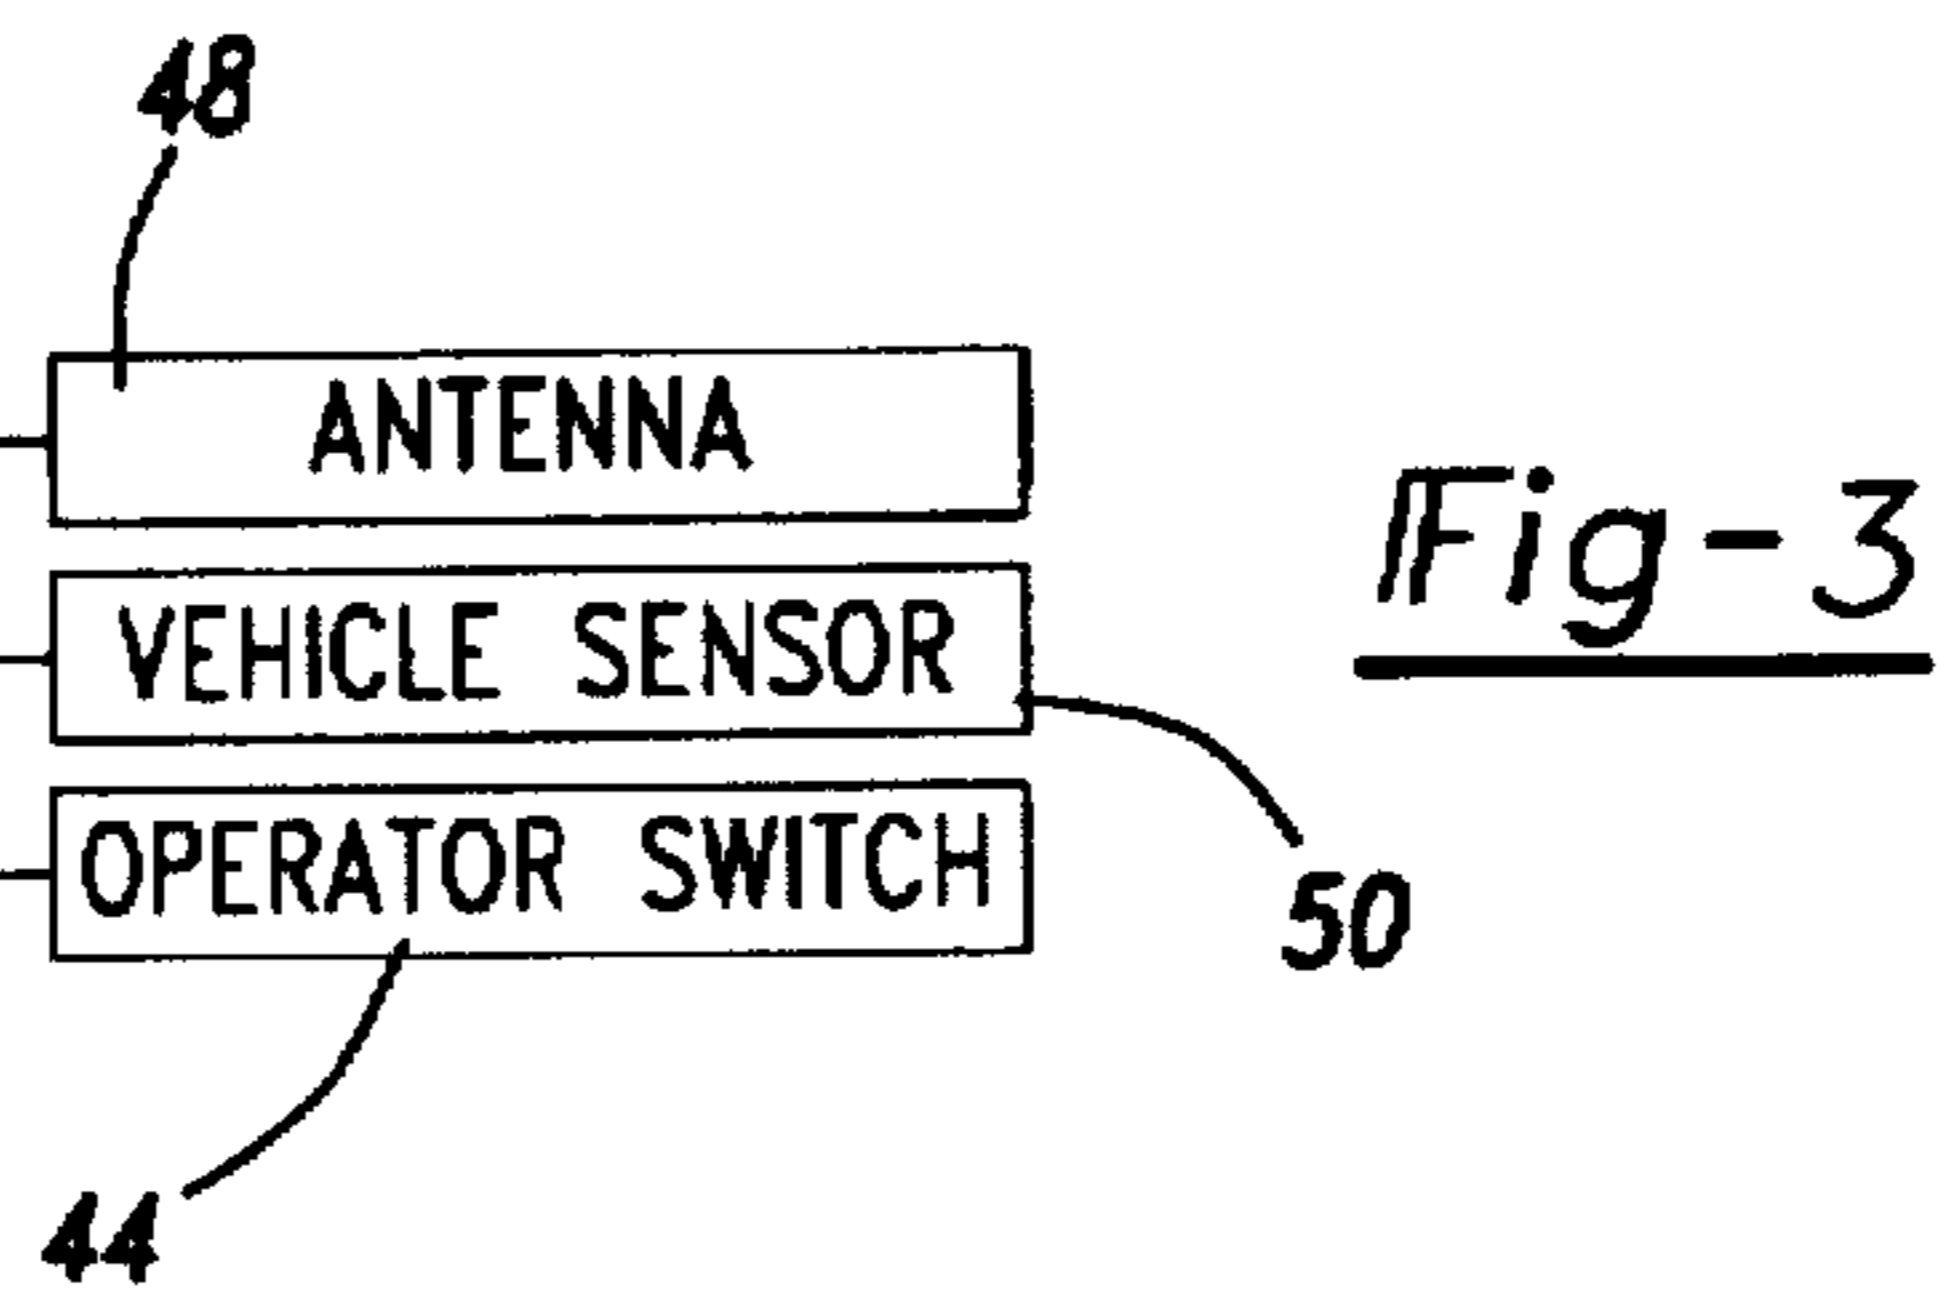 48
ANTENNA
Fig-3
VEHICLE SENSOR
OPERATOR SWITCH
50
44